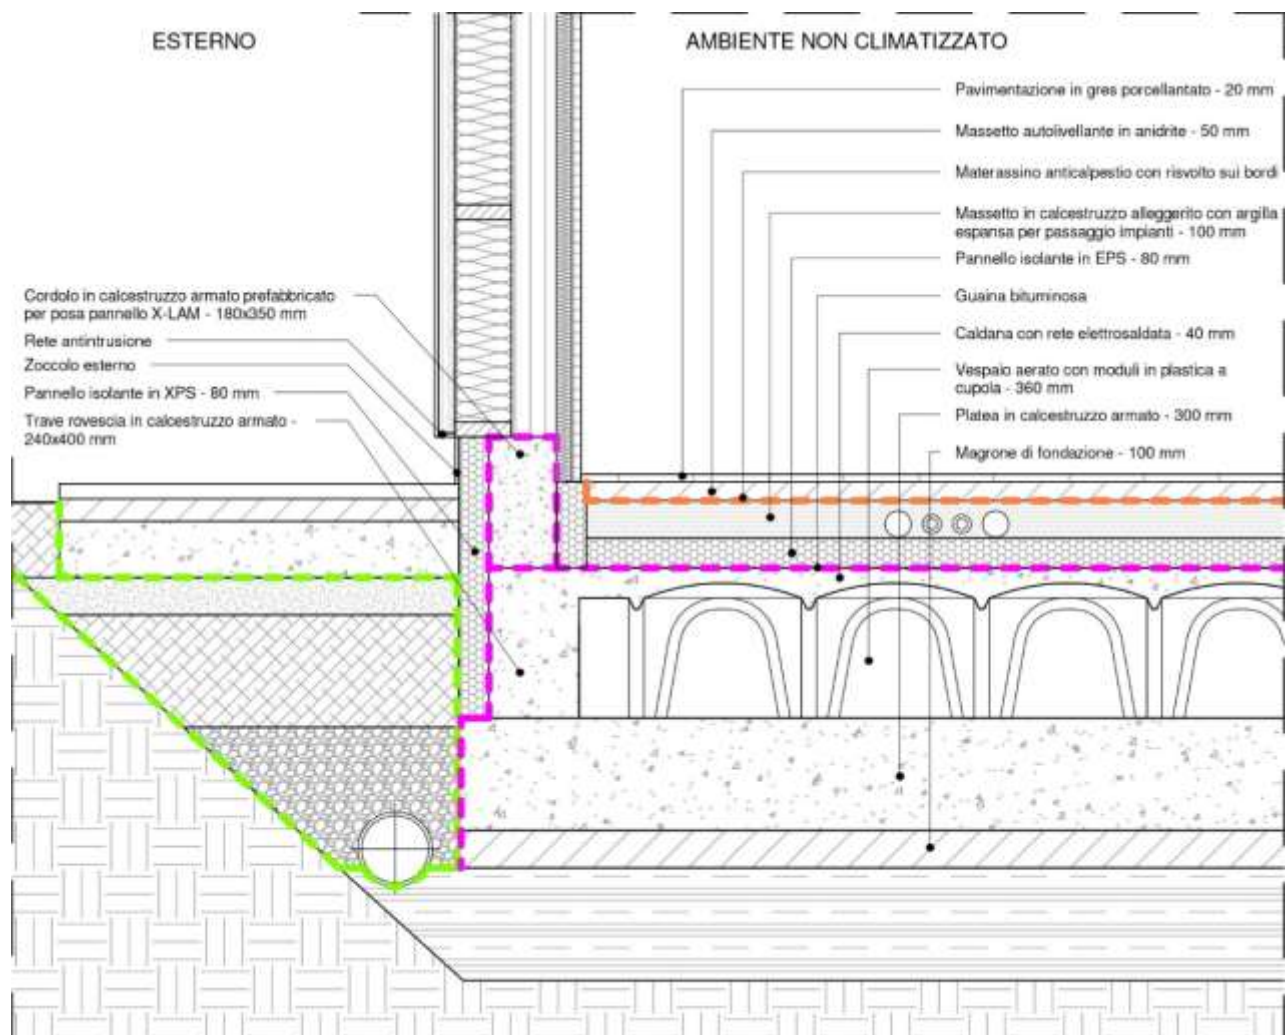 ESTERNO
AMBIENTE NON CLIMATIZZATO
Pavimentazione in gres porcellantato - 20 mm
Massetto autolivellante in anidrite - 50 mm
Materassino anticalpestio con risvolto sui bordi
Massetto in calcestruzzo alleggerito con argilla
espansa per passaggio impianti - 100 mm
Pannello isolante in EPS - 80 mm
Guaina bituminosa
Caldana con rete elettrosaldata - 40 mm
Vespaio aerato con moduli in plastica a
cupola - 360 mm
Platea in calcestruzzo armato - 300 mm
Magrone di fondazione - 100 mm
Cordolo in calcestruzzo armato prefabbricato
per posa pannello X-LAM - 180x350 mm
Rete antintrusione
Zoccolo esterno
Pannello isolante in XPS - 80 mm
Trave rovescia in calcestruzzo armato -
240x400 mm